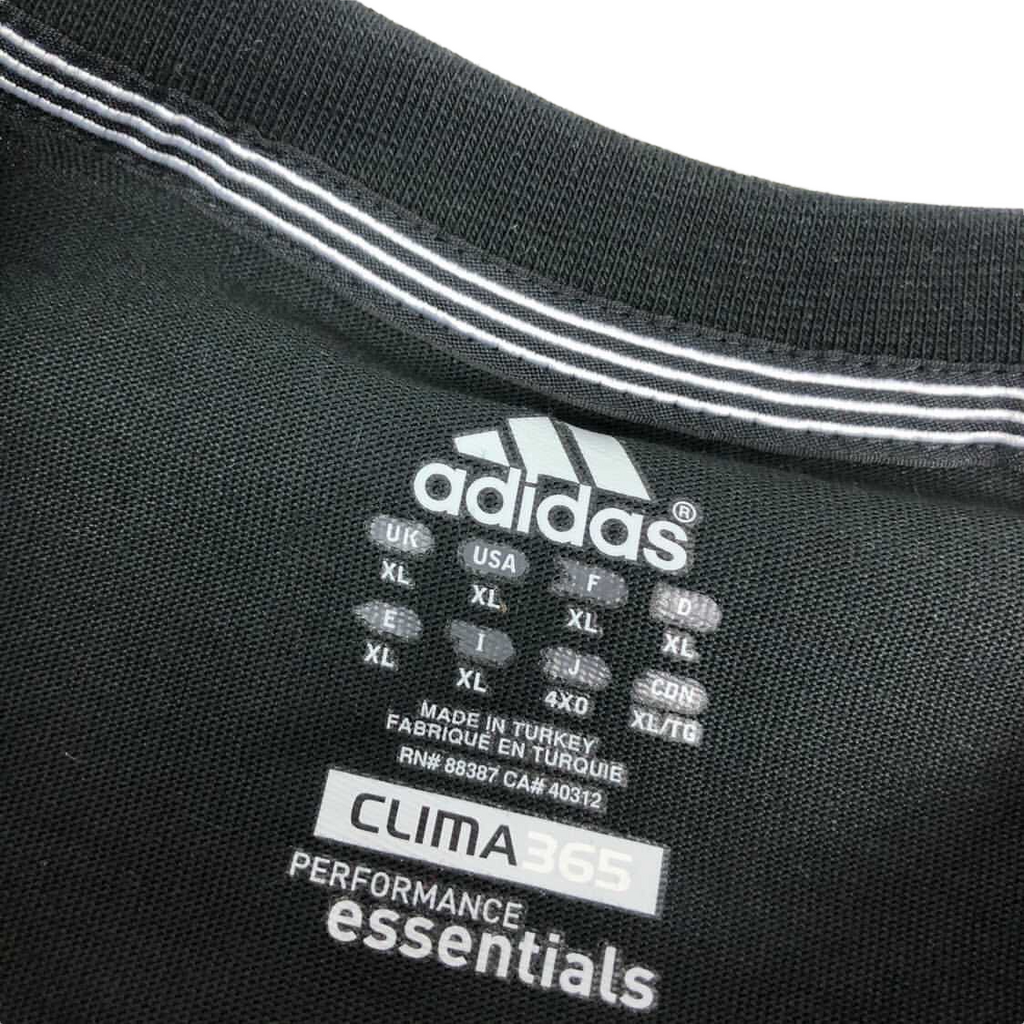 adidas®
UK USA F D
XL XL XL XL
E I J CDN
XL XL 4XO XL/TG
MADE IN TURKEY
FABRIQUE EN TURQUIE
RN# 88387 CA# 40312
CLIMA365
PERFORMANCE
essentials